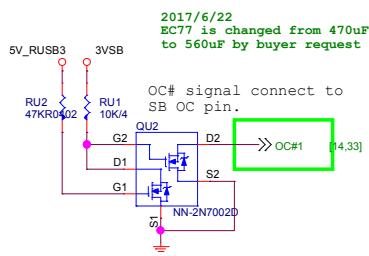 2017/6/22
EC77 is changed from 470uF
to 560uF by buyer request
5V_RUSB3
3VSB
OC# signal connect to
SB OC pin.
RU2
47KR0402
RU1
10K/4
QU2
G2
D2
OC#1
[14,33]
D1
S2
G1
NN-2N7002D
S1